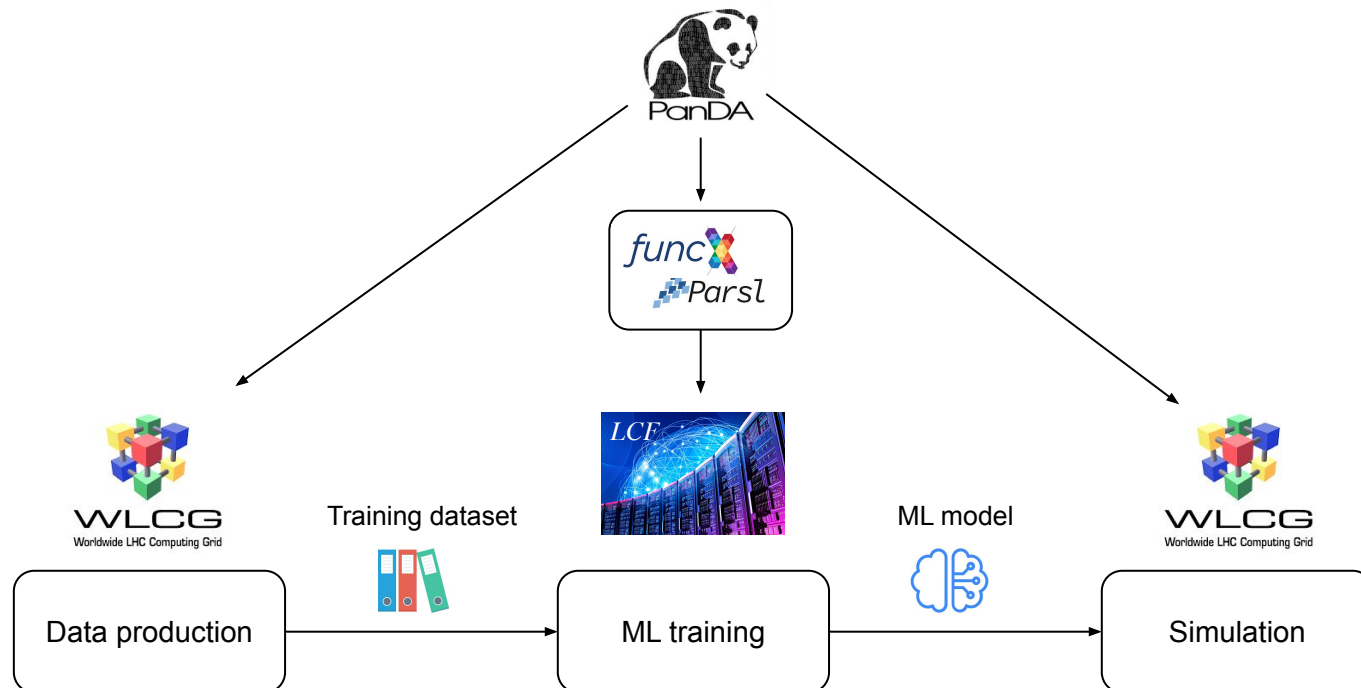 PanDA
funcX
Parsl
LCF
WLCG
Worldwide LHC Computing Grid
Training dataset
ML model
WLCG
Worldwide LHC Computing Grid
Data production
ML training
Simulation